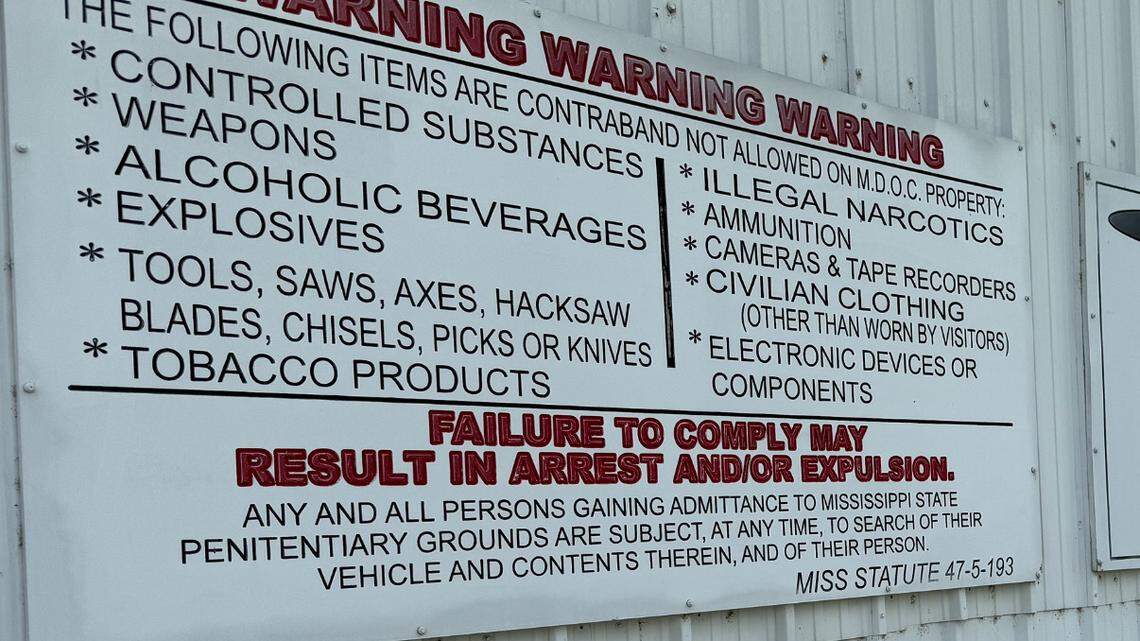 WARNING WARNING WARNING
THE FOLLOWING ITEMS ARE CONTRABAND NOT ALLOWED ON M.D.O.C. PROPERTY:
* CONTROLLED SUBSTANCES
* WEAPONS
* ALCOHOLIC BEVERAGES
* EXPLOSIVES
* TOOLS, SAWS, AXES, HACKSAW
BLADES, CHISELS, PICKS OR KNIVES
* TOBACCO PRODUCTS
* ILLEGAL NARCOTICS
* AMMUNITION
* CAMERAS & TAPE RECORDERS
* CIVILIAN CLOTHING
(OTHER THAN WORN BY VISITORS)
* ELECTRONIC DEVICES OR
COMPONENTS
FAILURE TO COMPLY MAY
RESULT IN ARREST AND/OR EXPULSION.
ANY AND ALL PERSONS GAINING ADMITTANCE TO MISSISSIPPI STATE
PENITENTIARY GROUNDS ARE SUBJECT, AT ANY TIME, TO SEARCH OF THEIR
VEHICLE AND CONTENTS THEREIN, AND OF THEIR PERSON.
MISS STATUTE 47-5-193